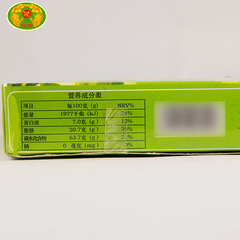 营养成分表
项目 每100克(g) NRV%
能量 1977千焦(kJ) 24%
蛋白质 7.0克(g) 12%
脂肪 20.7克(g) 35%
碳水化合物 63.7克(g)
钠 0 毫克(mg) 0%